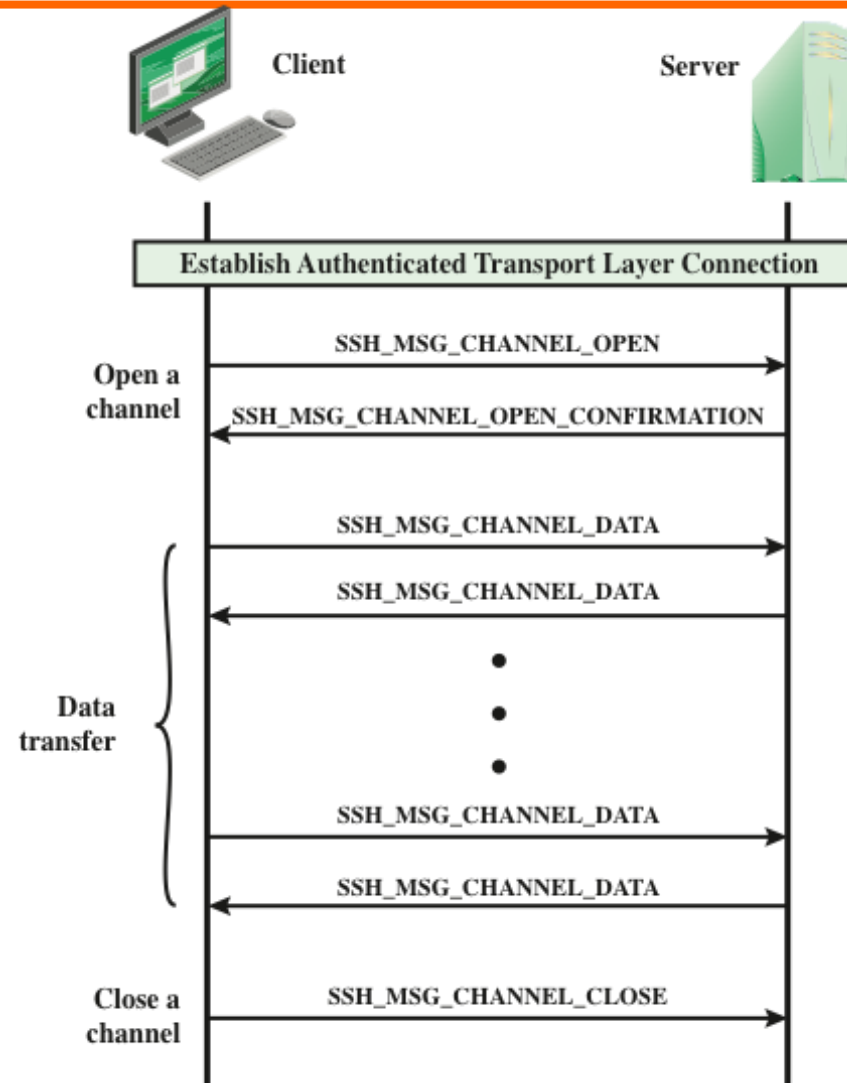 Client
Server
Establish Authenticated Transport Layer Connection
SSH_MSG_CHANNEL_OPEN
Open a
channel
SSH_MSG_CHANNEL_OPEN_CONFIRMATION
SSH_MSG_CHANNEL_DATA
SSH_MSG_CHANNEL_DATA
Data
transfer
SSH_MSG_CHANNEL_DATA
SSH_MSG_CHANNEL_DATA
Close a
channel
SSH_MSG_CHANNEL_CLOSE